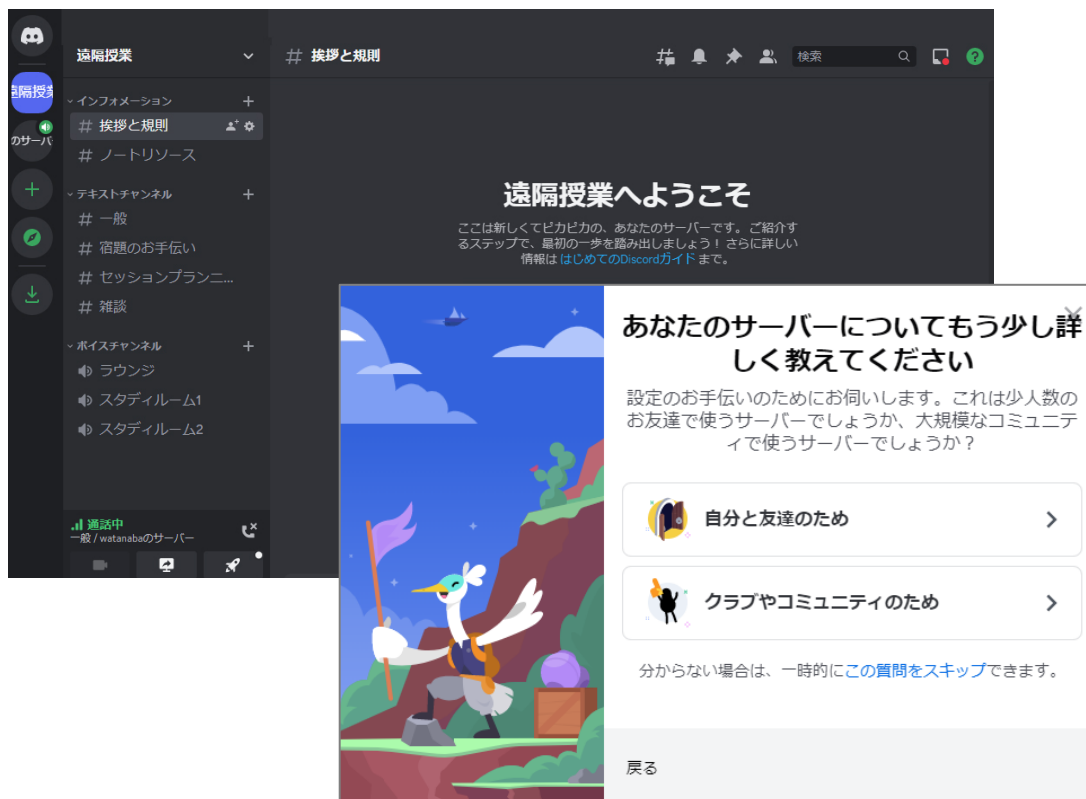 遠隔授業
挨拶と規則
検索
遠隔授業
インフォメーション
挨拶と規則
のサーバ
ノートリソース
テキストチャンネル
一般
宿題のお手伝い
セッションプランニ...
雑談
ボイスチャンネル
ラウンジ
スタディルーム1
スタディルーム2
通話中
一般 / watanabaのサーバー
遠隔授業へようこそ
ここは新しくてピカピカの、あなたのサーバーです。ご紹介す
るステップで、最初の一歩を踏み出しましょう！ さらに詳しい
情報は はじめてのDiscordガイド まで。
あなたのサーバーについてもう少し詳
しく教えてください
設定のお手伝いのためにお伺いします。これは少人数の
お友達で使うサーバーでしょうか、大規模なコミュニテ
ィで使うサーバーでしょうか？
自分と友達のため
クラブやコミュニティのため
分からない場合は、一時的にこの質問をスキップできます。
戻る